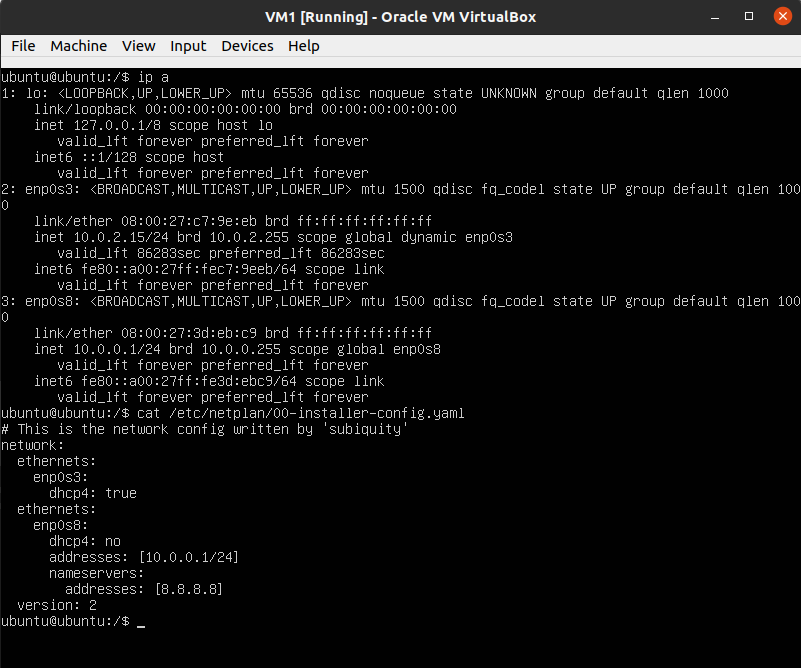 VM1 [Running] - Oracle VM VirtualBox
File Machine View Input Devices Help
ubuntu@ubuntu:/$ ip a
1: lo: <LOOPBACK,UP,LOWER_UP> mtu 65536 qdisc noqueue state UNKNOWN group default qlen 1000
    link/loopback 00:00:00:00:00:00 brd 00:00:00:00:00:00
    inet 127.0.0.1/8 scope host lo
       valid_lft forever preferred_lft forever
    inet6 ::1/128 scope host
       valid_lft forever preferred_lft forever
2: enp0s3: <BROADCAST,MULTICAST,UP,LOWER_UP> mtu 1500 qdisc fq_codel state UP group default qlen 100
0
    link/ether 08:00:27:c7:9e:eb brd ff:ff:ff:ff:ff:ff
    inet 10.0.2.15/24 brd 10.0.2.255 scope global dynamic enp0s3
       valid_lft 86283sec preferred_lft 86283sec
    inet6 fe80::a00:27ff:fec7:9eeb/64 scope link
       valid_lft forever preferred_lft forever
3: enp0s8: <BROADCAST,MULTICAST,UP,LOWER_UP> mtu 1500 qdisc fq_codel state UP group default qlen 100
0
    link/ether 08:00:27:3d:eb:c9 brd ff:ff:ff:ff:ff:ff
    inet 10.0.0.1/24 brd 10.0.0.255 scope global enp0s8
       valid_lft forever preferred_lft forever
    inet6 fe80::a00:27ff:fe3d:ebc9/64 scope link
       valid_lft forever preferred_lft forever
ubuntu@ubuntu:/$ cat /etc/netplan/00-installer-config.yaml
# This is the network config written by 'subiquity'
network:
  ethernets:
    enp0s3:
      dhcp4: true
  ethernets:
    enp0s8:
      dhcp4: no
      addresses: [10.0.0.1/24]
      nameservers:
        addresses: [8.8.8.8]
  version: 2
ubuntu@ubuntu:/$ _